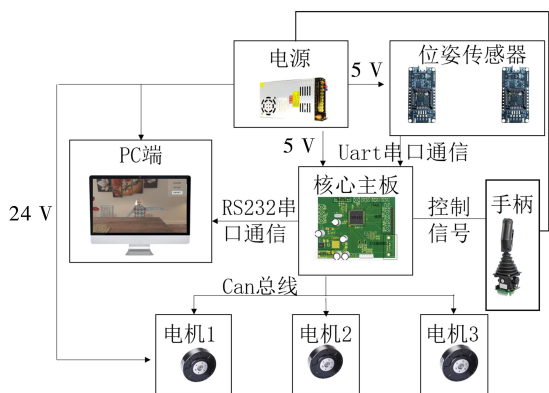 电源
5 V
位姿传感器
5 V
Uart串口通信
PC端
24 V
RS232串
口通信
核心主板
控制
信号
手柄
Can总线
电机1
电机2
电机3